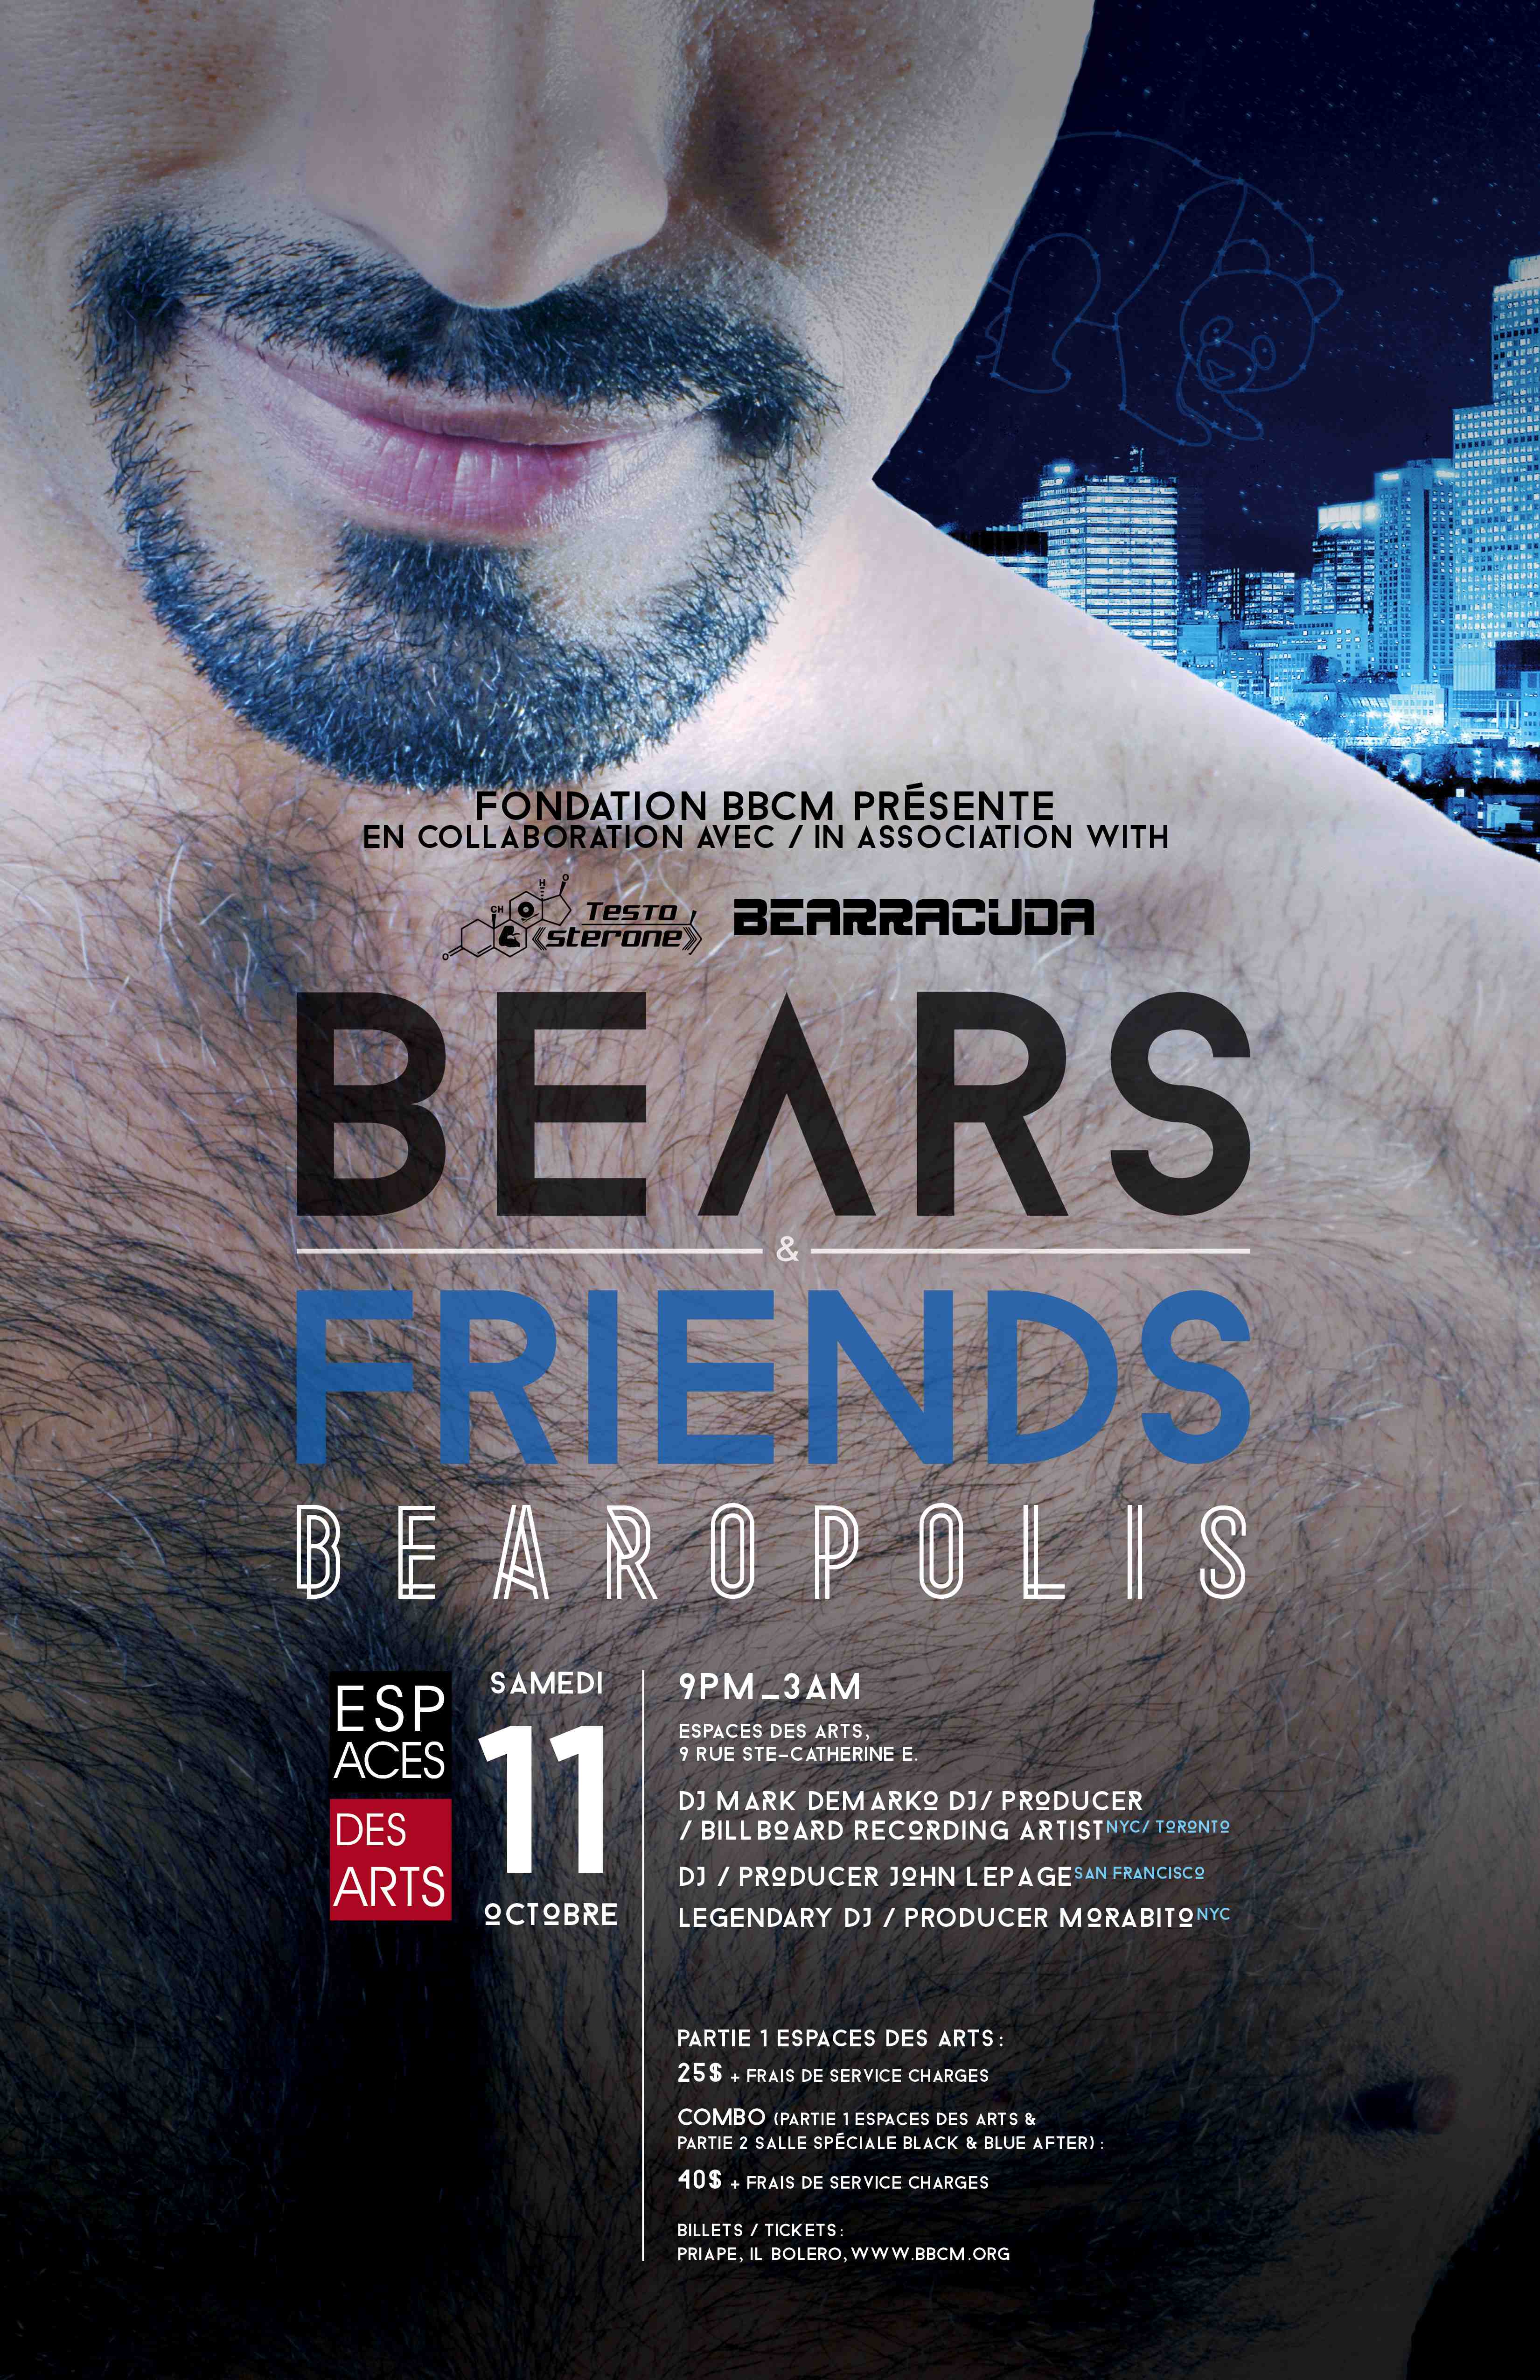 FONDATION BBCM PRÉSENTE
EN COLLABORATION AVEC / IN ASSOCIATION WITH
CH H O O
TESTO
STERONE
BEARRACUDA
BEARS
&
FRIENDS
BEAROPOLIS
ESP
ACES
DES
ARTS
SAMEDI
11
OCTOBRE
9PM_3AM
ESPACES DES ARTS,
9 RUE STE-CATHERINE E.
DJ MARK DEMARKO DJ/ PRODUCER
/ BILLBOARD RECORDING ARTIST NYC/ TORONTO
DJ / PRODUCER JOHN LEPAGE SAN FRANCISCO
LEGENDARY DJ / PRODUCER MORABITO NYC
PARTIE 1 ESPACES DES ARTS :
25$ + FRAIS DE SERVICE CHARGES
COMBO (PARTIE 1 ESPACES DES ARTS &
PARTIE 2 SALLE SPÉCIALE BLACK & BLUE AFTER) :
40$ + FRAIS DE SERVICE CHARGES
BILLETS / TICKETS :
PRIAPE, IL BOLERO, WWW.BBCM.ORG